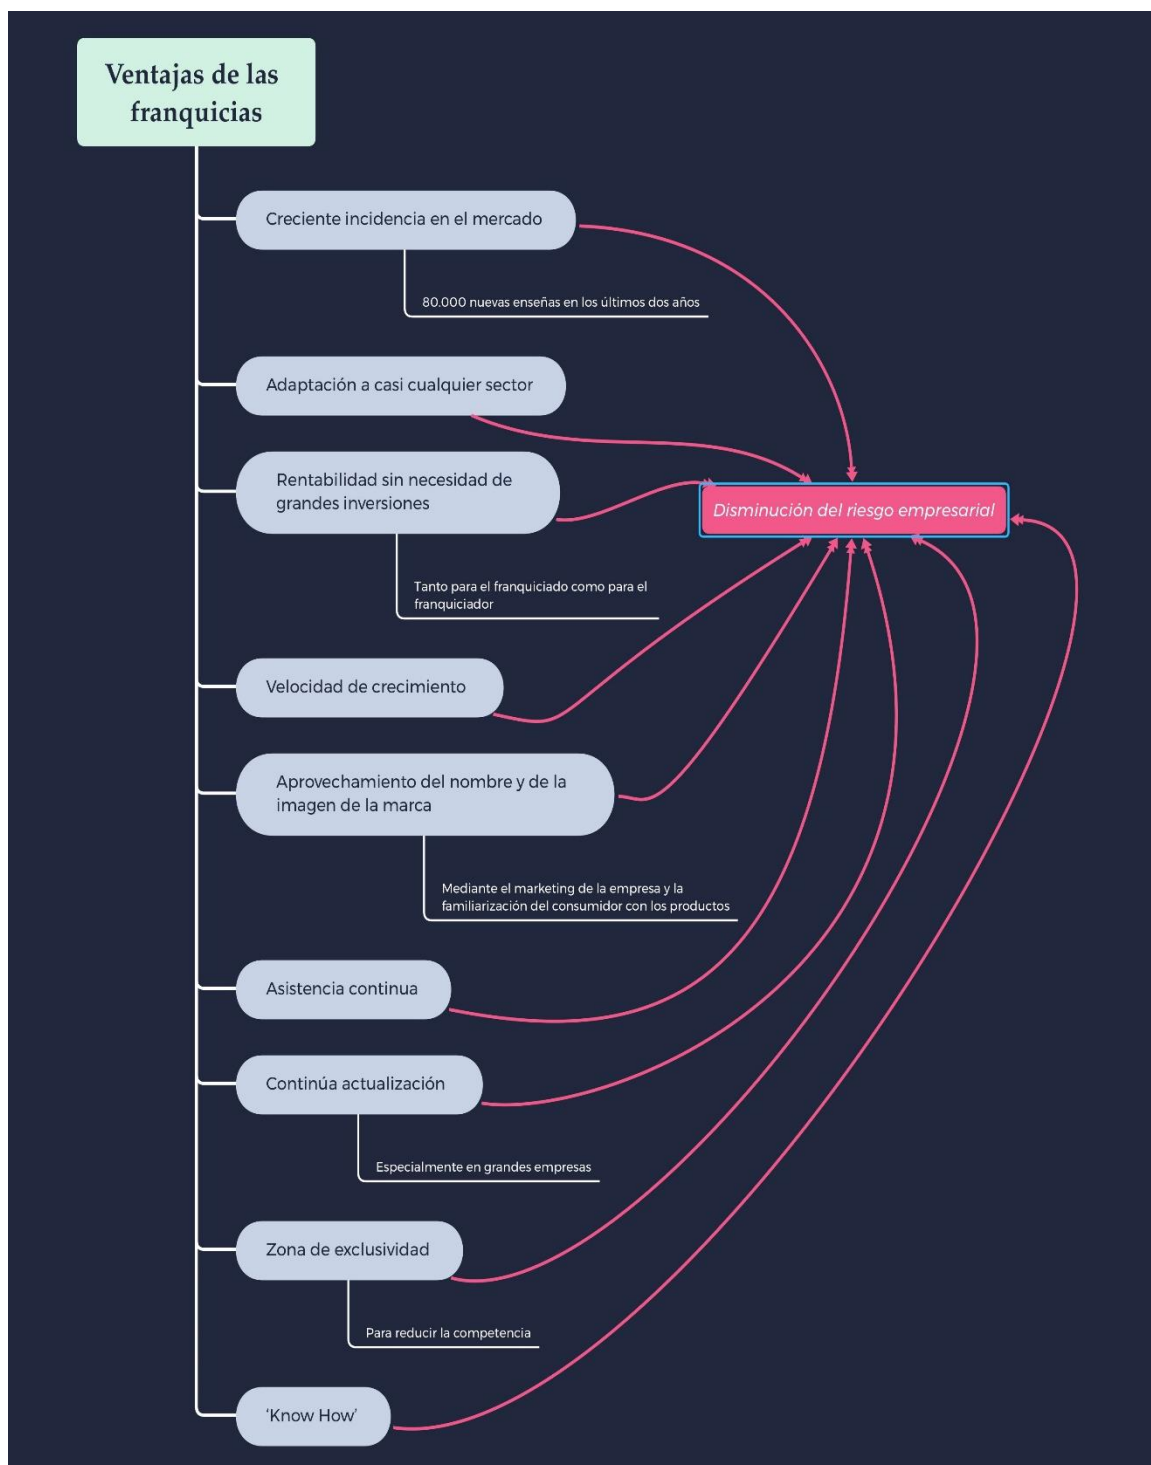 Ventajas de las
franquicias
Creciente incidencia en el mercado
80.000 nuevas enseñas en los últimos dos años
Adaptación a casi cualquier sector
Rentabilidad sin necesidad de
grandes inversiones
Disminución del riesgo empresarial
Tanto para el franquiciado como para el
franquiciador
Velocidad de crecimiento
Aprovechamiento del nombre y de la
imagen de la marca
Mediante el marketing de la empresa y la
familiarización del consumidor con los productos
Asistencia continua
Continúa actualización
Especialmente en grandes empresas
Zona de exclusividad
Para reducir la competencia
‘Know How’